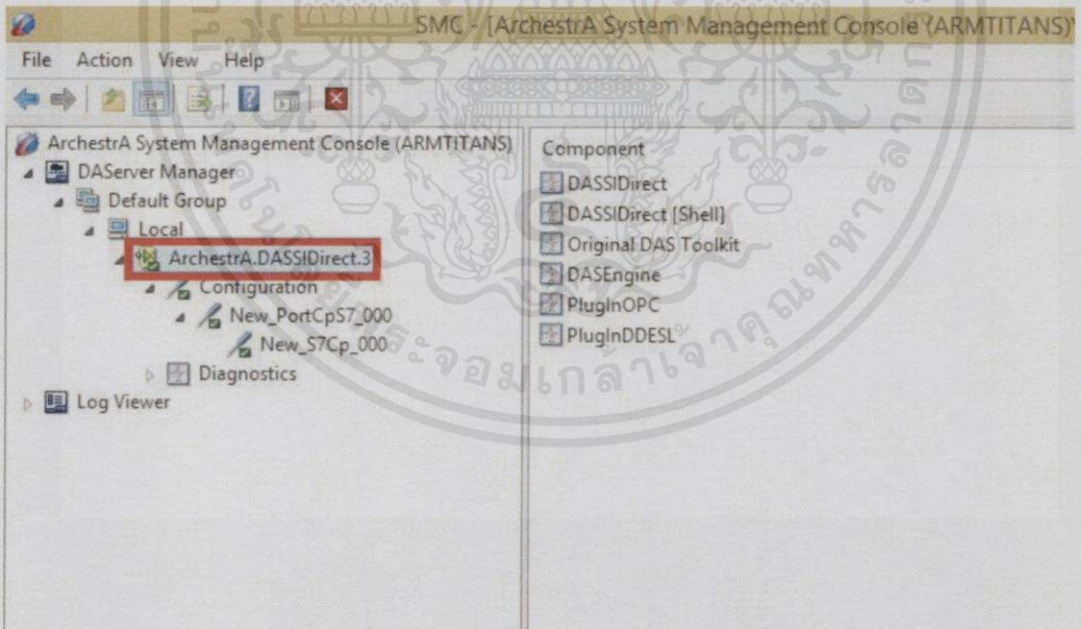 SMC - [ArchestrA System Management Console (ARMTITANS)\
File Action View Help
ArchestrA System Management Console (ARMTITANS)
DAServer Manager
Default Group
Local
ArchestrA.DASSIDirect.3
Configuration
New_PortCpS7_000
New_S7Cp_000
Diagnostics
Log Viewer
Component
DASSIDirect
DASSIDirect [Shell]
Original DAS Toolkit
DASEngine
PlugInOPC
PlugInDDESL